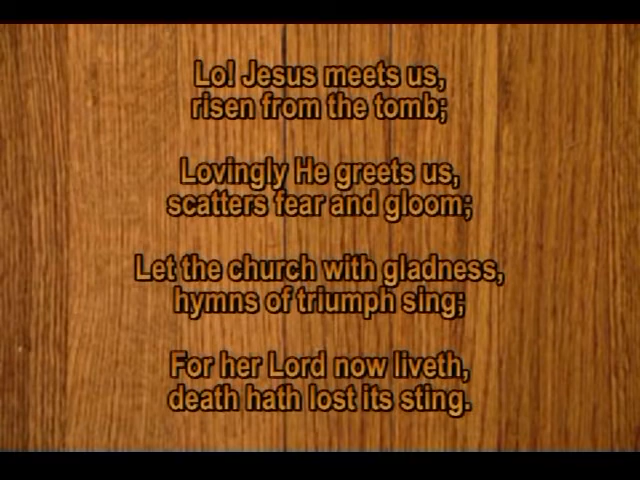 Lo! Jesus meets us,
risen from the tomb;
Lovingly He greets us,
scatters fear and gloom;
Let the church with gladness,
hymns of triumph sing;
For her Lord now liveth,
death hath lost its sting.